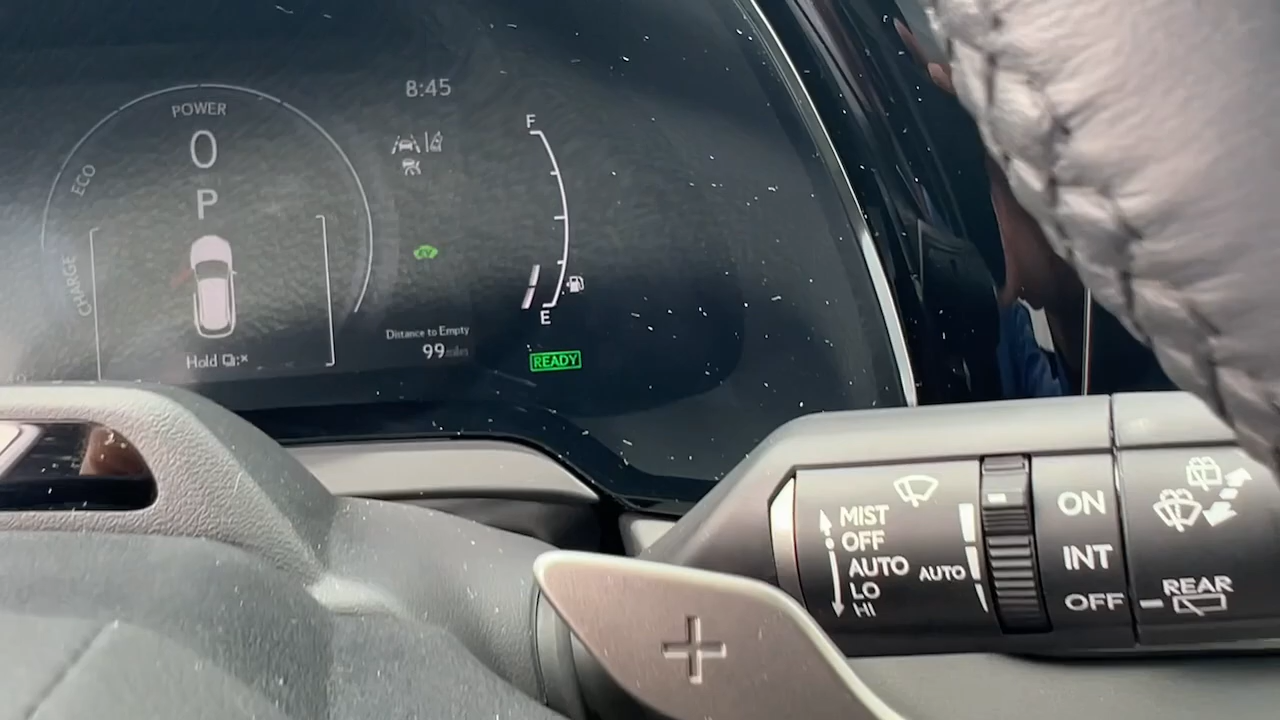 8:45
POWER
0
ECO
P
CHARGE
Hold
EV
Distance to Empty
99 miles
F
E
READY
MIST
OFF
AUTO
LO
HI
AUTO
ON
INT
OFF
REAR